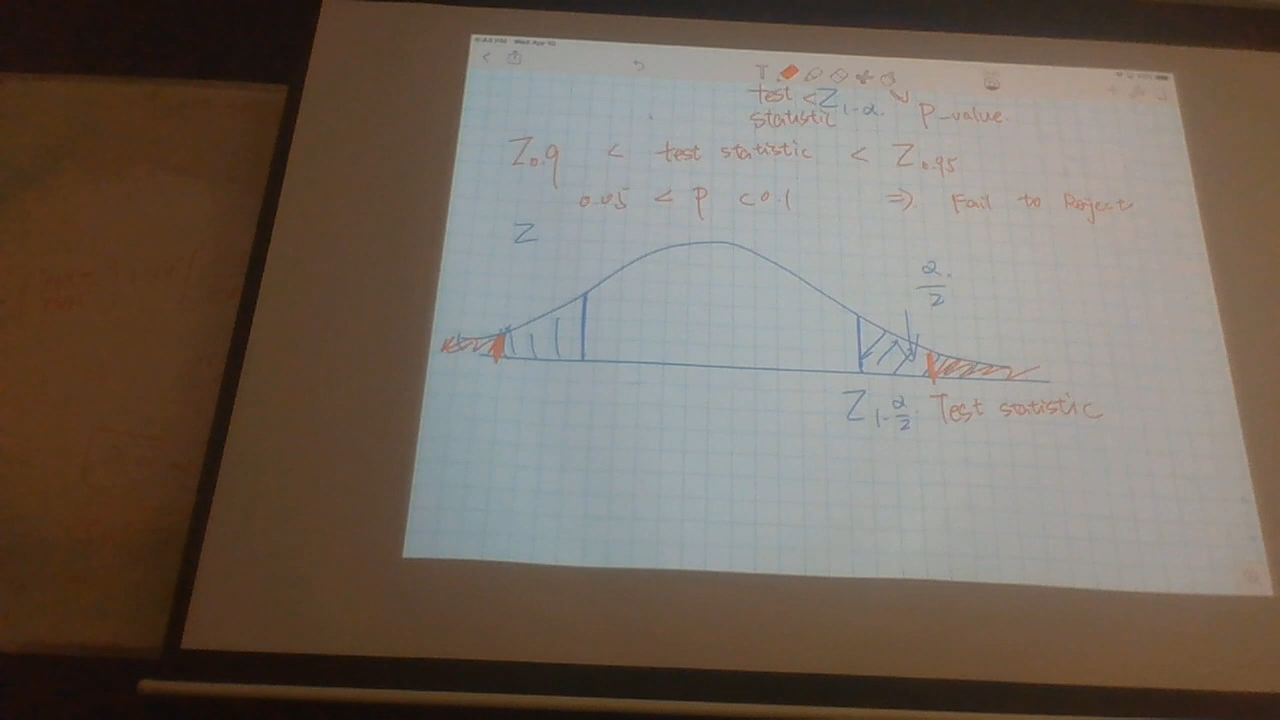 T
test < Z1-α.
statistic P-value
Z0.9 < test statistic < Z0.95
0.05 < P < 0.1 ⇒ Fail to Reject
Z
α
2
Z1-α/2 Test statistic